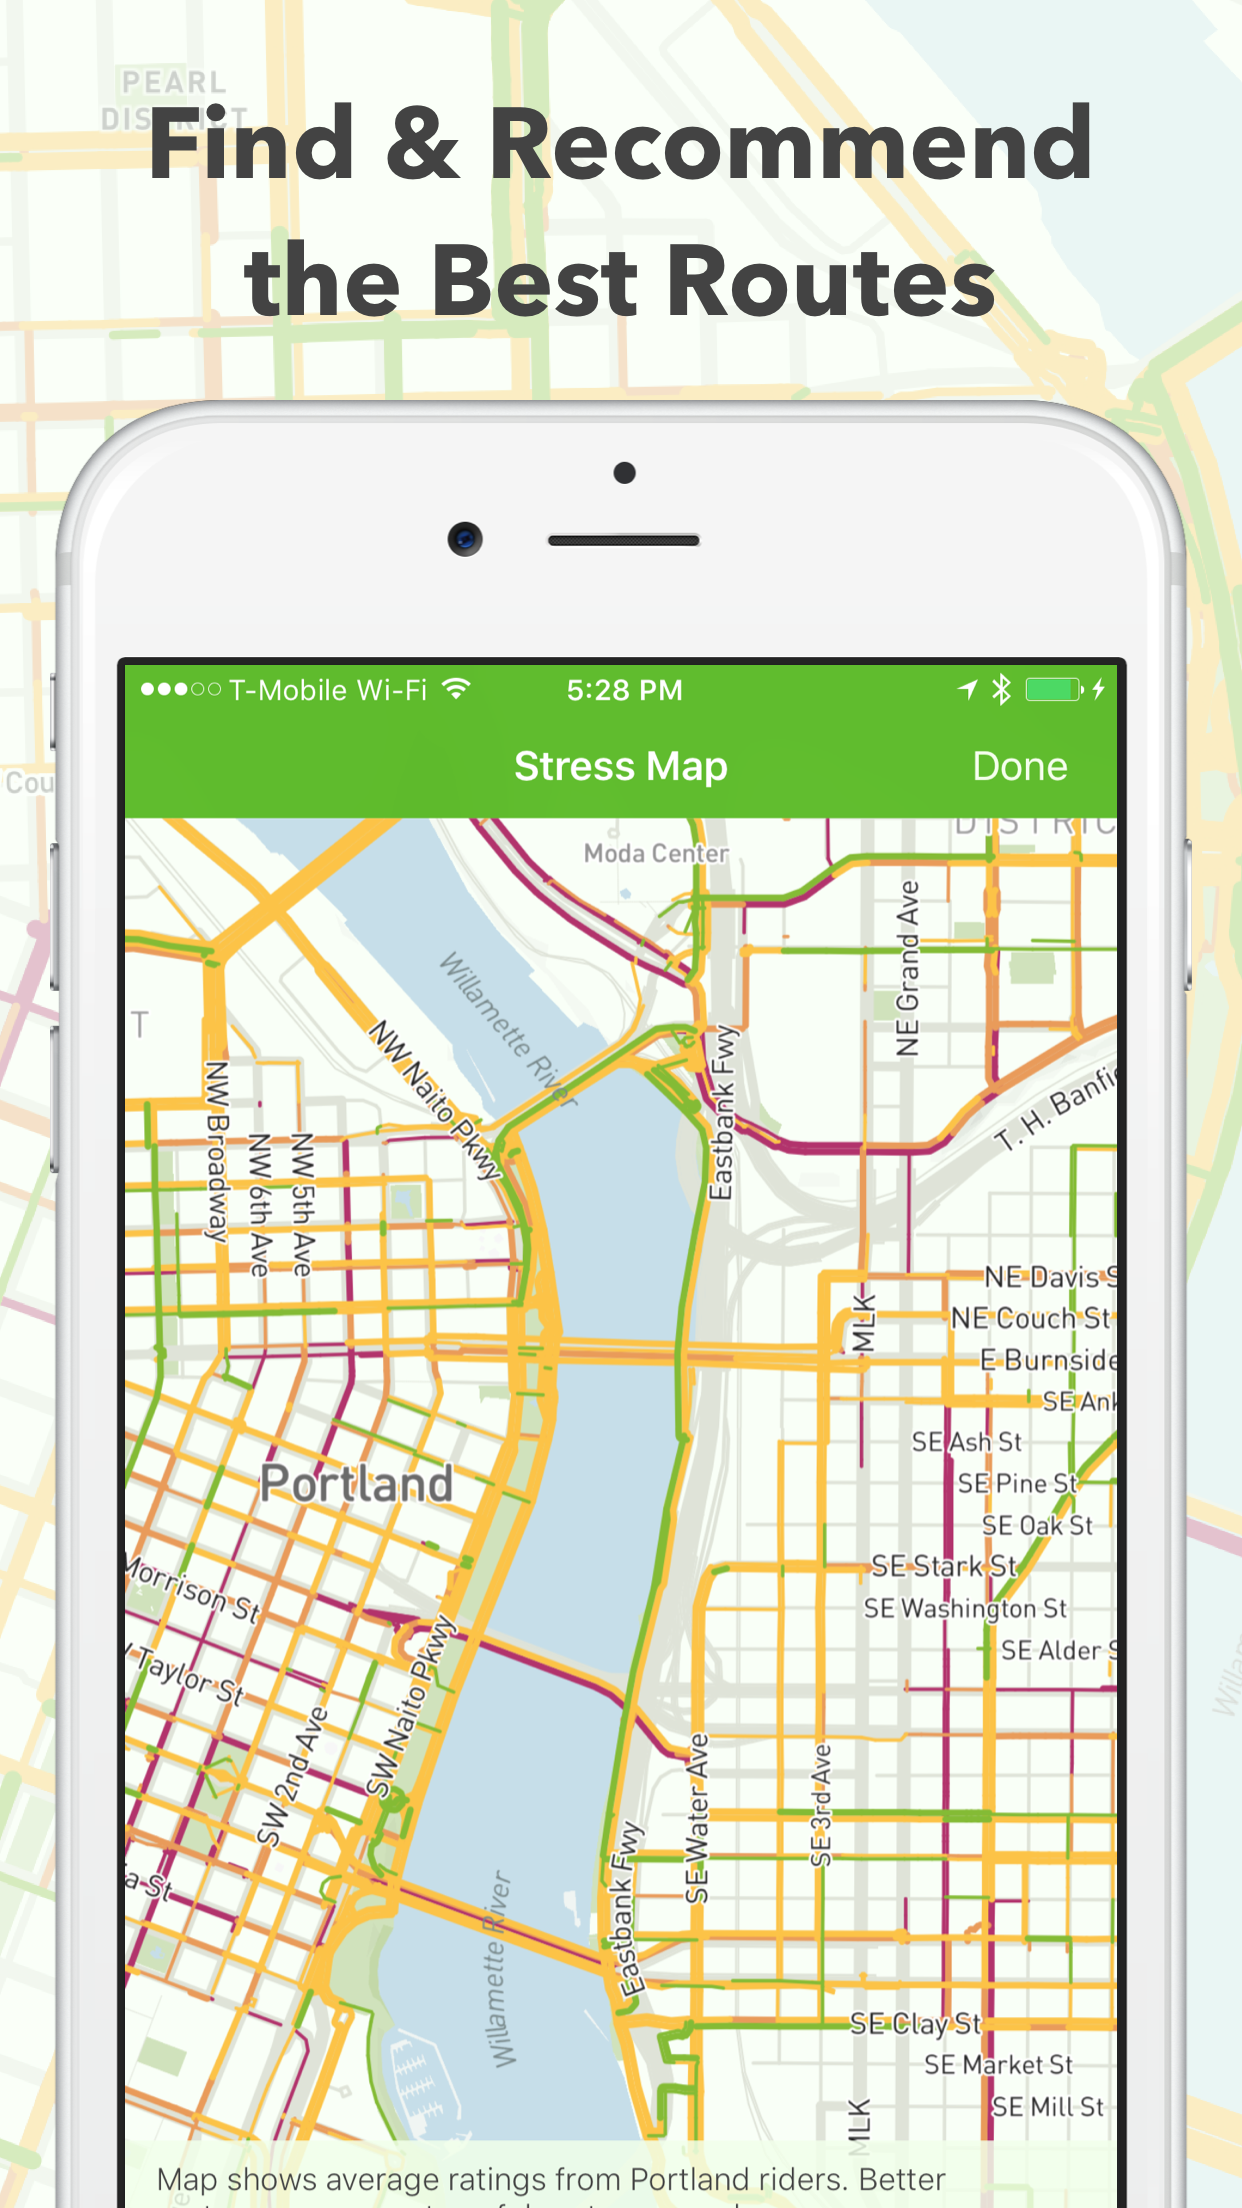 PEARL
DISTRICT
Find & Recommend
the Best Routes
T-Mobile Wi-Fi
5:28 PM
Stress Map
Done
Cou
DISTRIC
Moda Center
NE Grand Ave
Willamette River
T
NW Naito Pkwy
Eastbank Fwy
T. H. Banfie
NW Broadway
NW 6th Ave
NW 5th Ave
NE Davis S
MLK
NE Couch St
E Burnside
SE Ank
SE Ash St
Portland
SE Pine St
SE Oak St
Morrison St
SE Stark St
SE Washington St
SE Alder S
Taylor St
SW Naito Pkwy
SW 2nd Ave
SE Water Ave
SE 3rd Ave
Eastbank Fwy
a St
Willamette River
SE Clay St
SE Market St
SE Mill St
MLK
Map shows average ratings from Portland riders. Better